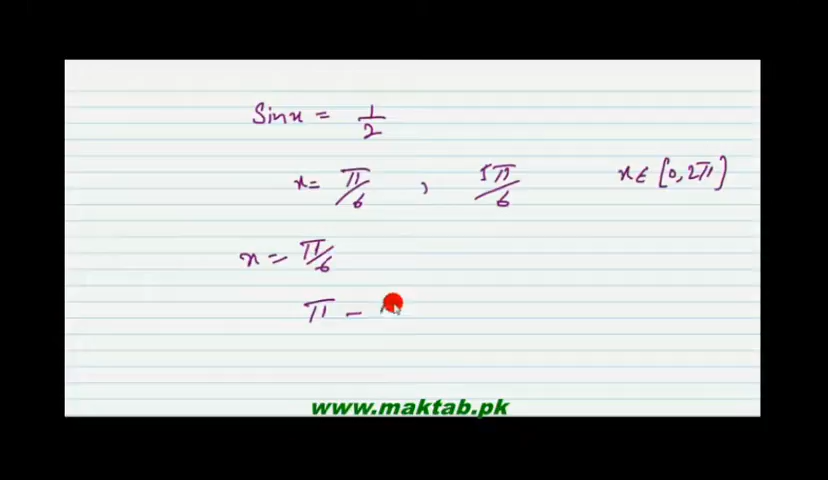 Sinx = 1/2
x = π/6 , 5π/6 x ∈ [0, 2π]
x = π/6
π -
www.maktab.pk